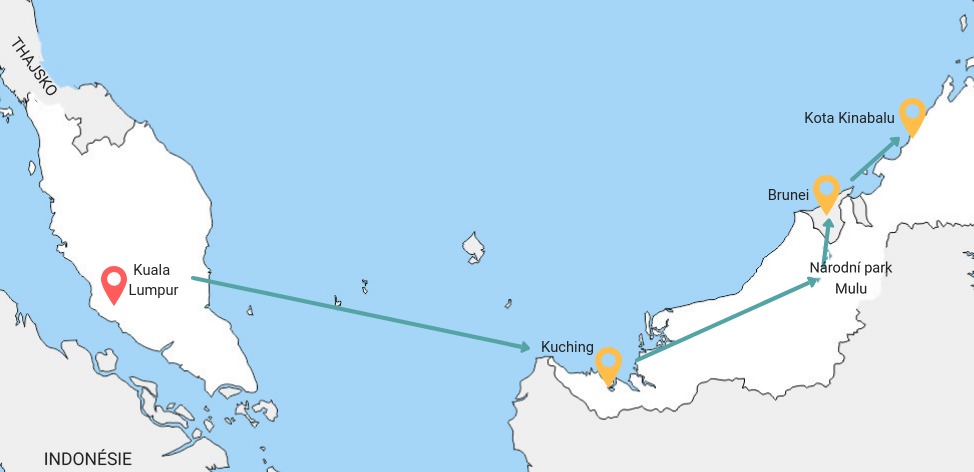 THAJSKO
Kota Kinabalu
Brunei
Kuala
Lumpur
Národní park
Mulu
Kuching
INDONÉSIE